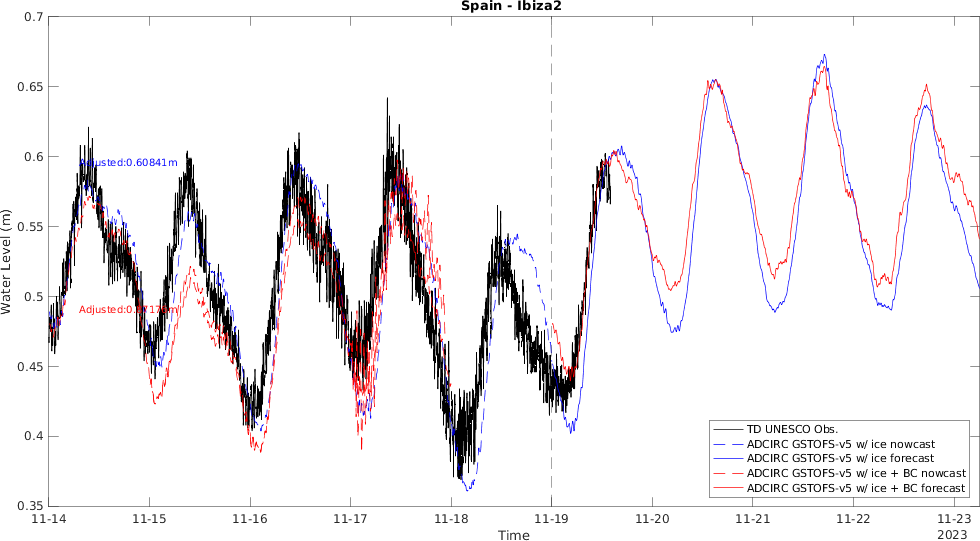 Spain - Ibiza2
Water Level (m)
0.7
0.65
0.6
0.55
0.5
0.45
0.4
0.35
Adjusted:0.60841m
TD UNESCO Obs.
ADCIRC GSTOFS-v5 w/ ice nowcast
ADCIRC GSTOFS-v5 w/ ice forecast
ADCIRC GSTOFS-v5 w/ ice + BC nowcast
ADCIRC GSTOFS-v5 w/ ice + BC forecast
11-14 11-15 11-16 11-17 11-18 11-19 11-20 11-21 11-22 11-23
2023
Time